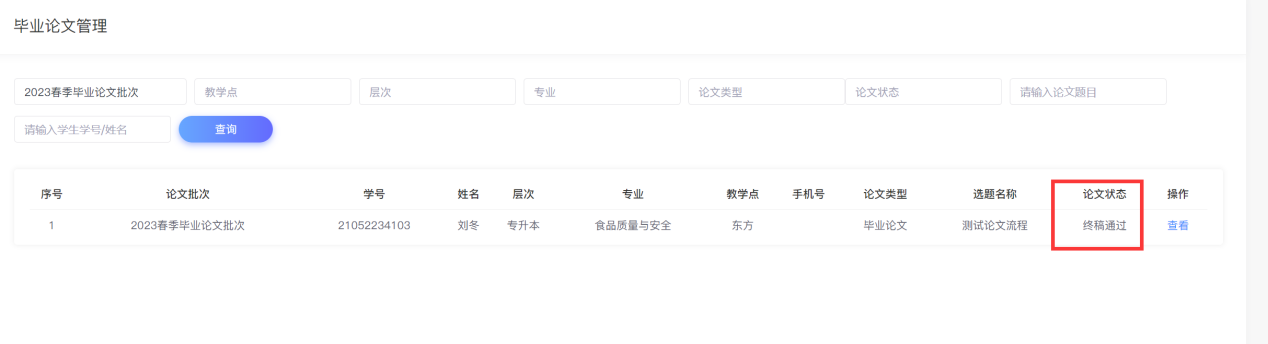 毕业论文管理
2023春季毕业论文批次 教学点 层次 专业 论文类型 论文状态 请输入论文题目
请输入学生学号/姓名 查询
序号 论文批次 学号 姓名 层次 专业 教学点 手机号 论文类型 选题名称 论文状态 操作
1 2023春季毕业论文批次 21052234103 刘冬 专升本 食品质量与安全 东方 毕业论文 测试论文流程 终稿通过 查看